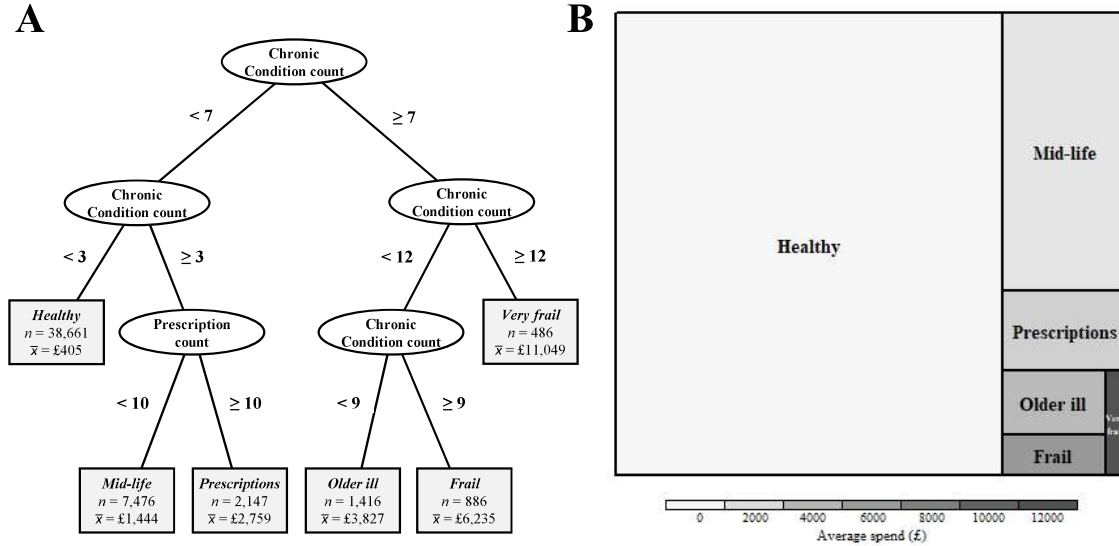 A
Chronic
Condition count
< 7
≥ 7
Chronic
Condition count
Chronic
Condition count
< 3
≥ 3
< 12
≥ 12
Healthy
n = 38,661
x̅ = £405
Prescription
count
Chronic
Condition count
Very frail
n = 486
x̅ = £11,049
< 10
≥ 10
< 9
≥ 9
Mid-life
n = 7,476
x̅ = £1,444
Prescriptions
n = 2,147
x̅ = £2,759
Older ill
n = 1,416
x̅ = £3,827
Frail
n = 886
x̅ = £6,235
B
Healthy
Mid-life
Prescriptions
Older ill
Frail
0 2000 4000 6000 8000 10000 12000
Average spend (£)